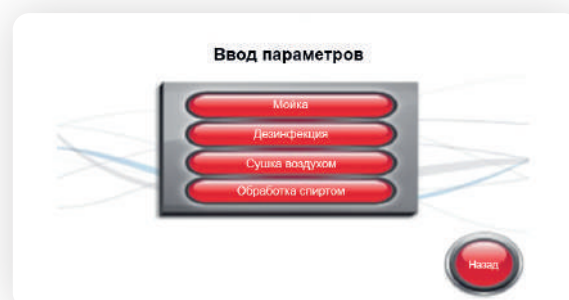 Ввод параметров
Мойка
Дезинфекция
Сушка воздухом
Обработка спиртом
Назад